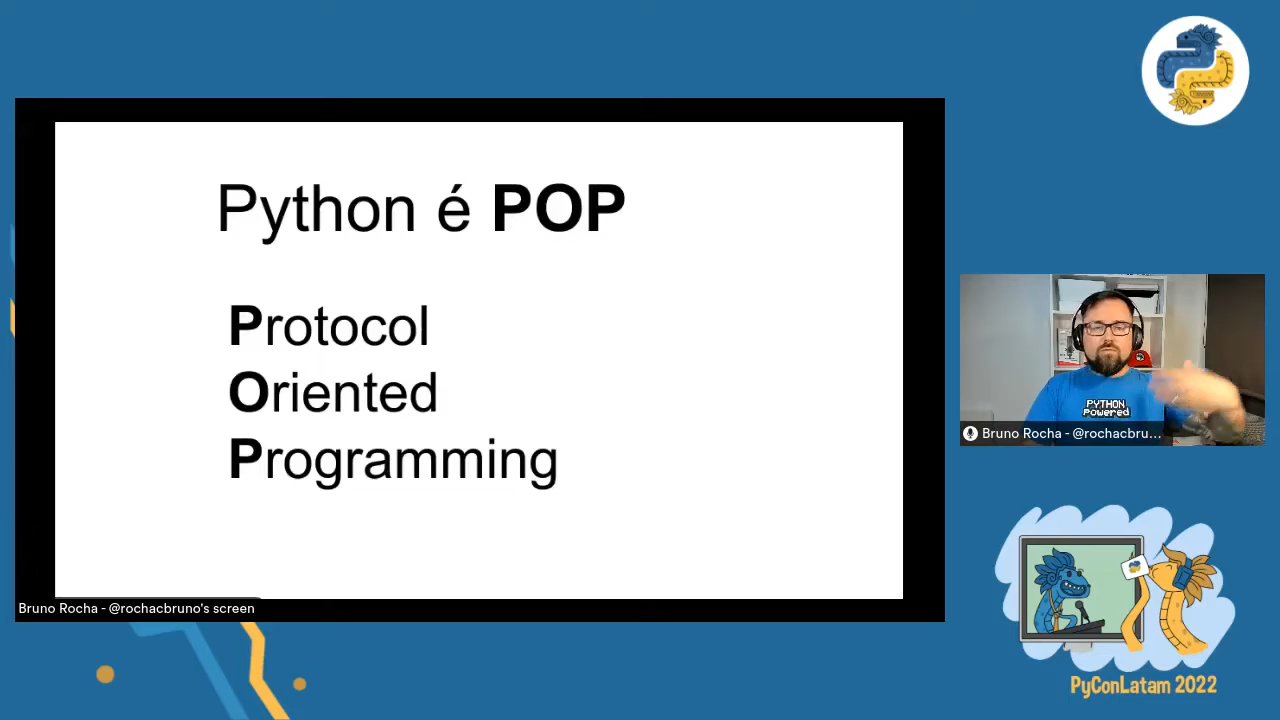 Python é POP
Protocol
Oriented
Programming
Bruno Rocha - @rochacbruno's screen
PYTHON
Powered
Bruno Rocha - @rochacbru...
PyConLatam 2022